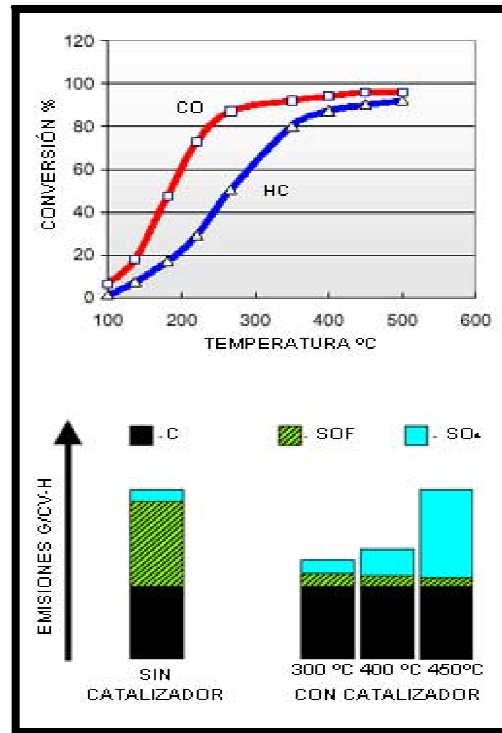 120
100
80
60
40
20
0
CONVERSIÓN %
CO
HC
100 200 300 400 500 600
TEMPERATURA ºC
EMISIONES G/CV-H
- C - SOF - SO₄
300 ºC 400 ºC 450ºC
SIN CATALIZADOR
CON CATALIZADOR